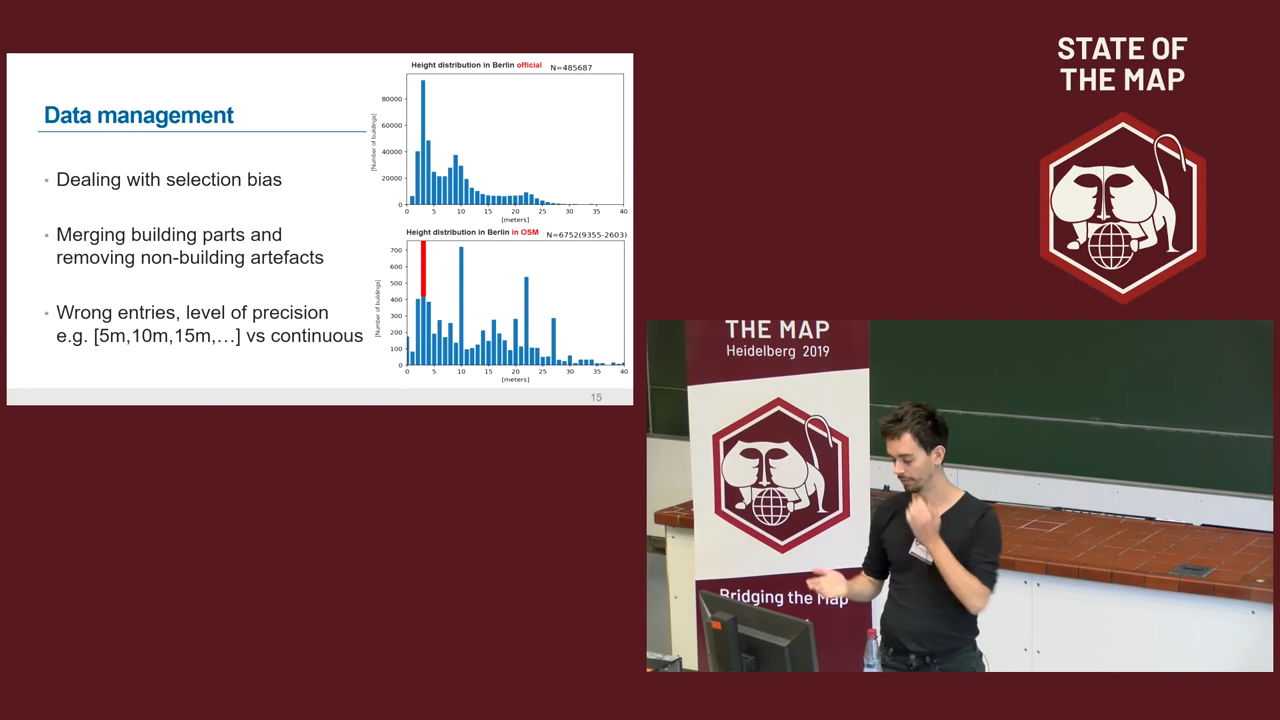 STATE OF
THE MAP
Data management
Dealing with selection bias
Merging building parts and
removing non-building artefacts
Wrong entries, level of precision
e.g. [5m,10m,15m,…] vs continuous
Height distribution in Berlin official N=485687
[Number of buildings]
80000
60000
40000
20000
0
0 5 10 15 20 25 30 35 40
[meters]
Height distribution in Berlin in OSM N=6752(9355-2603)
[Number of buildings]
700
600
500
400
300
200
100
0
0 5 10 15 20 25 30 35 40
[meters]
15
THE MAP
Heidelberg 2019
Bridging the Map